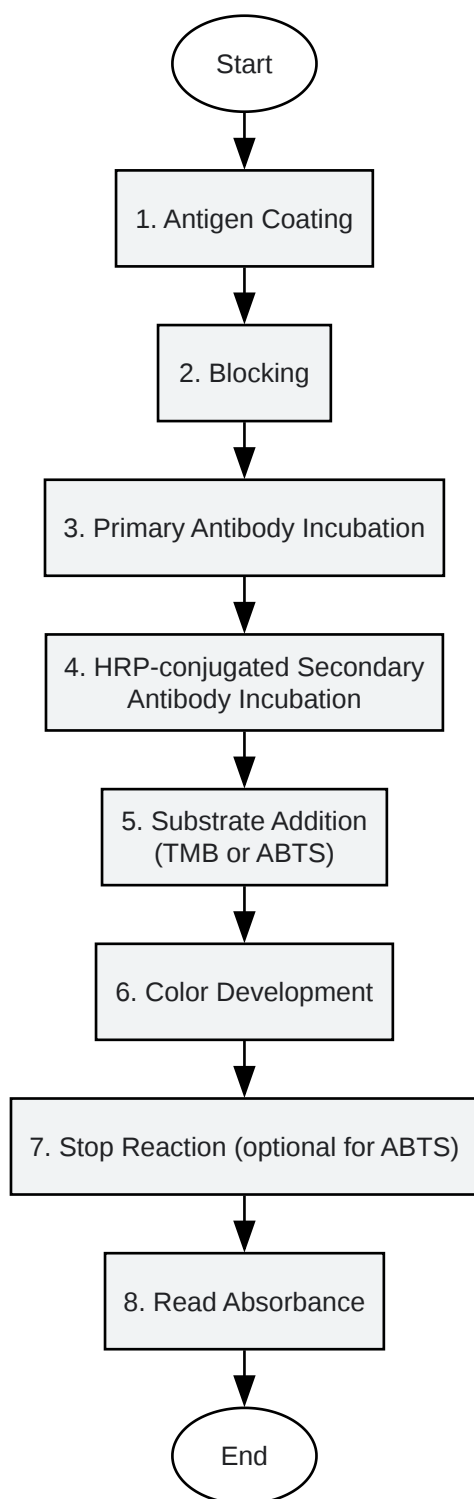 Start
1. Antigen Coating
2. Blocking
3. Primary Antibody Incubation
4. HRP-conjugated Secondary
Antibody Incubation
5. Substrate Addition
(TMB or ABTS)
6. Color Development
7. Stop Reaction (optional for ABTS)
8. Read Absorbance
End